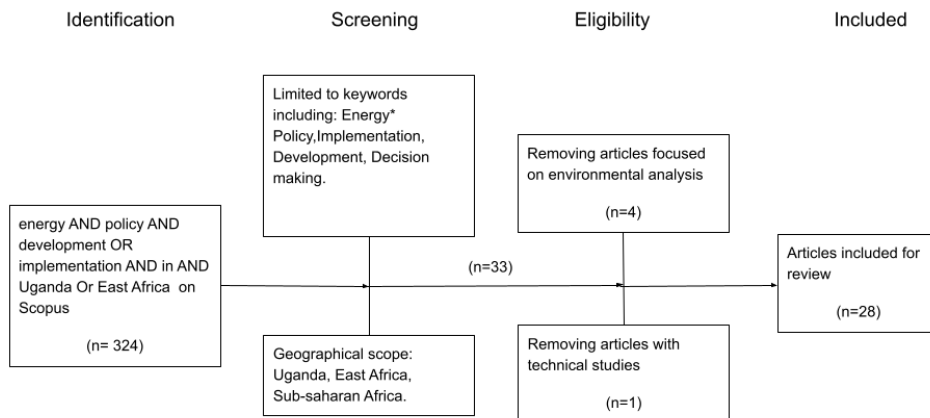 Identification
Screening
Eligibility
Included
Limited to keywords
including: Energy*
Policy,Implementation,
Development, Decision
making.
Removing articles focused
on environmental analysis
(n=4)
energy AND policy AND
development OR
implementation AND in AND
Uganda Or East Africa on
Scopus
(n= 324)
(n=33)
Articles included for
review
(n=28)
Geographical scope:
Uganda, East Africa,
Sub-saharan Africa.
Removing articles with
technical studies
(n=1)